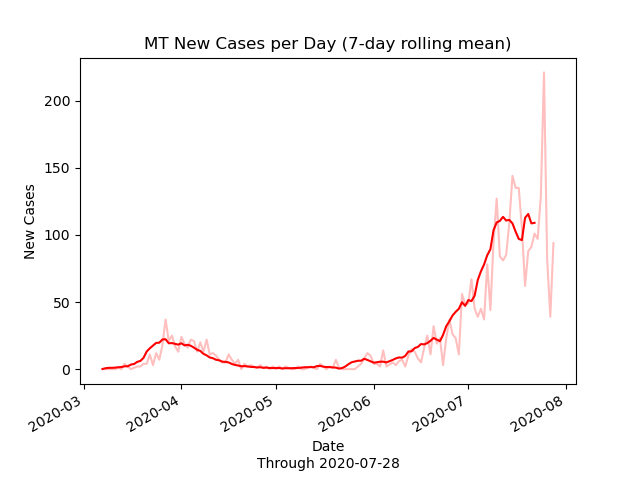 MT New Cases per Day (7-day rolling mean)
200
150
100
50
0
New Cases
2020-03
2020-04
2020-05
2020-06
2020-07
2020-08
Date
Through 2020-07-28